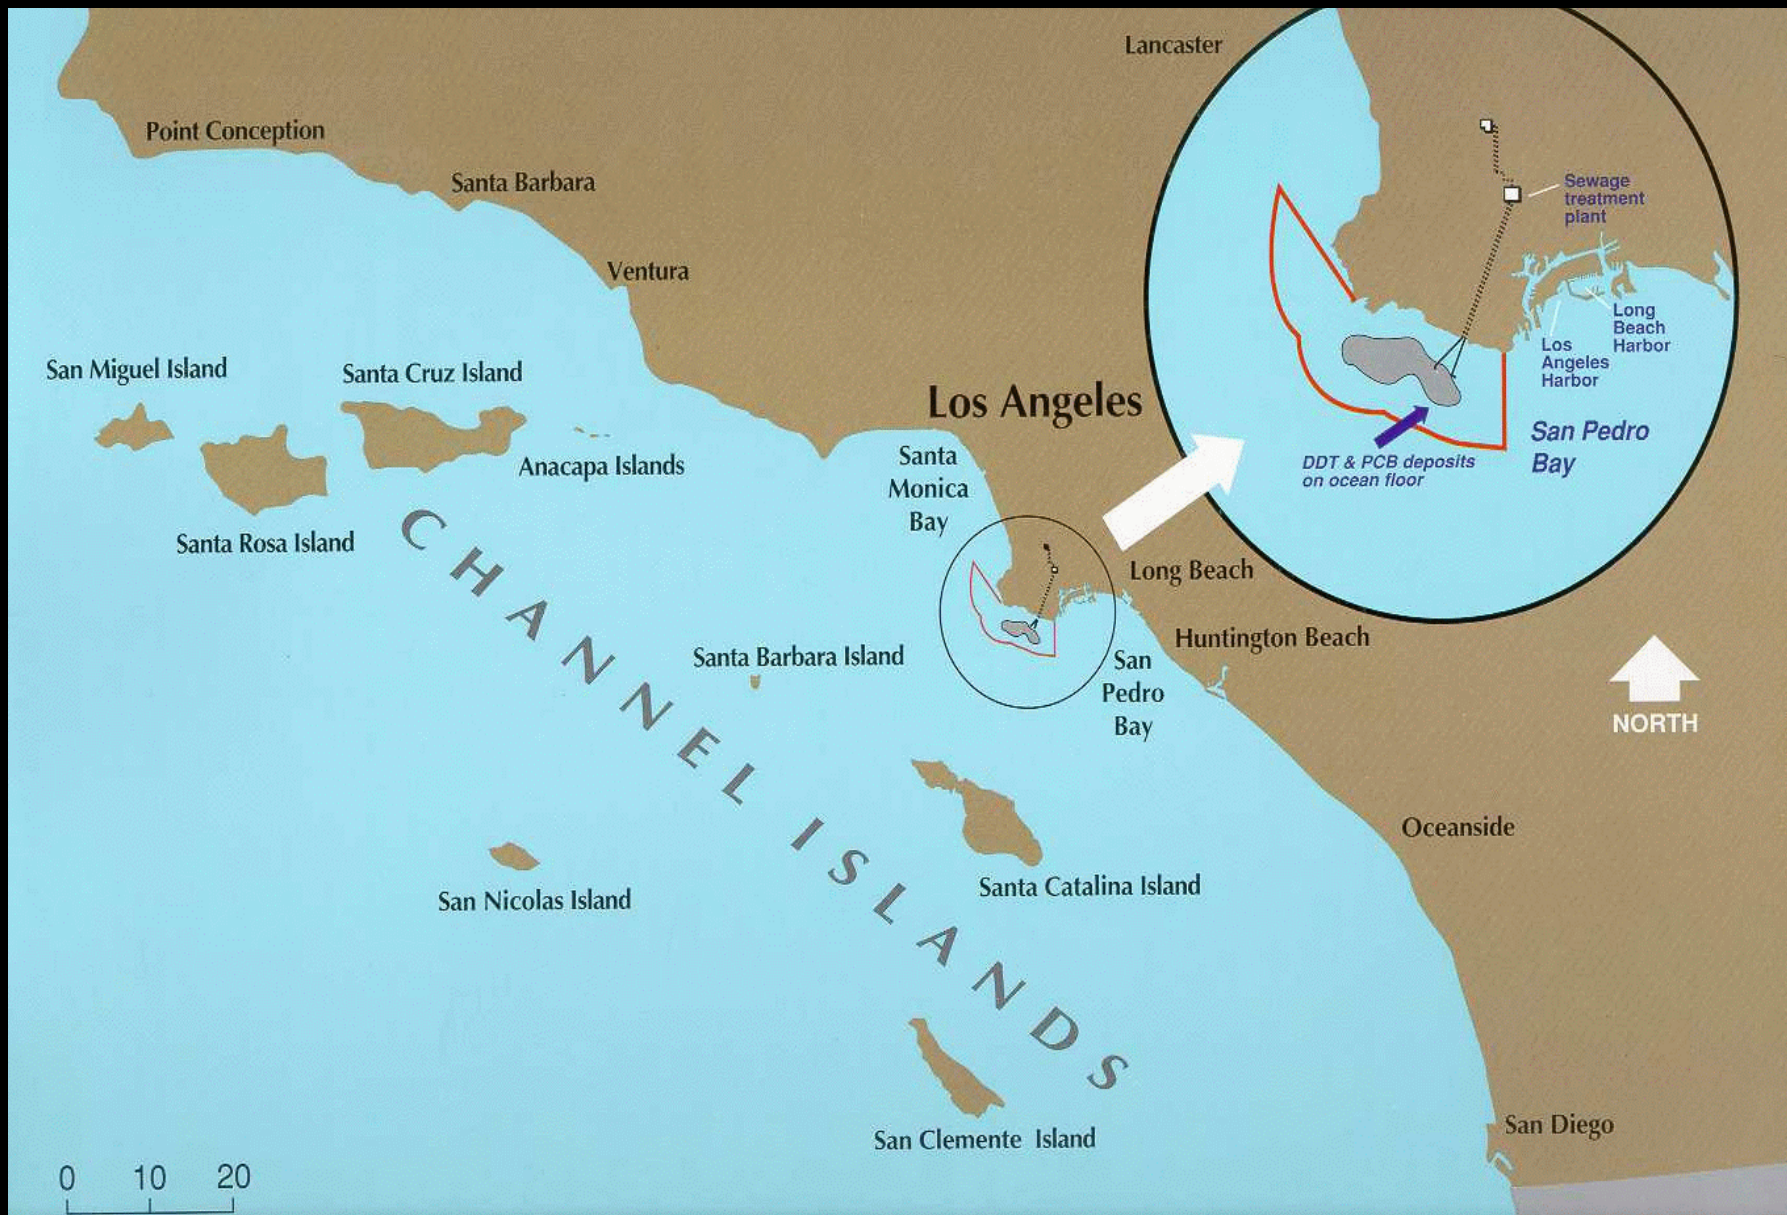 Lancaster
Point Conception
Santa Barbara
Ventura
Sewage
treatment
plant
Long
Beach
Harbor
Los
Angeles
Harbor
San Pedro
Bay
DDT & PCB deposits
on ocean floor
San Miguel Island
Santa Cruz Island
Los Angeles
Anacapa Islands
Santa
Monica
Bay
Santa Rosa Island
CHANNEL ISLANDS
Long Beach
Huntington Beach
Santa Barbara Island
San
Pedro
Bay
NORTH
Oceanside
Santa Catalina Island
San Nicolas Island
San Diego
San Clemente Island
0 10 20